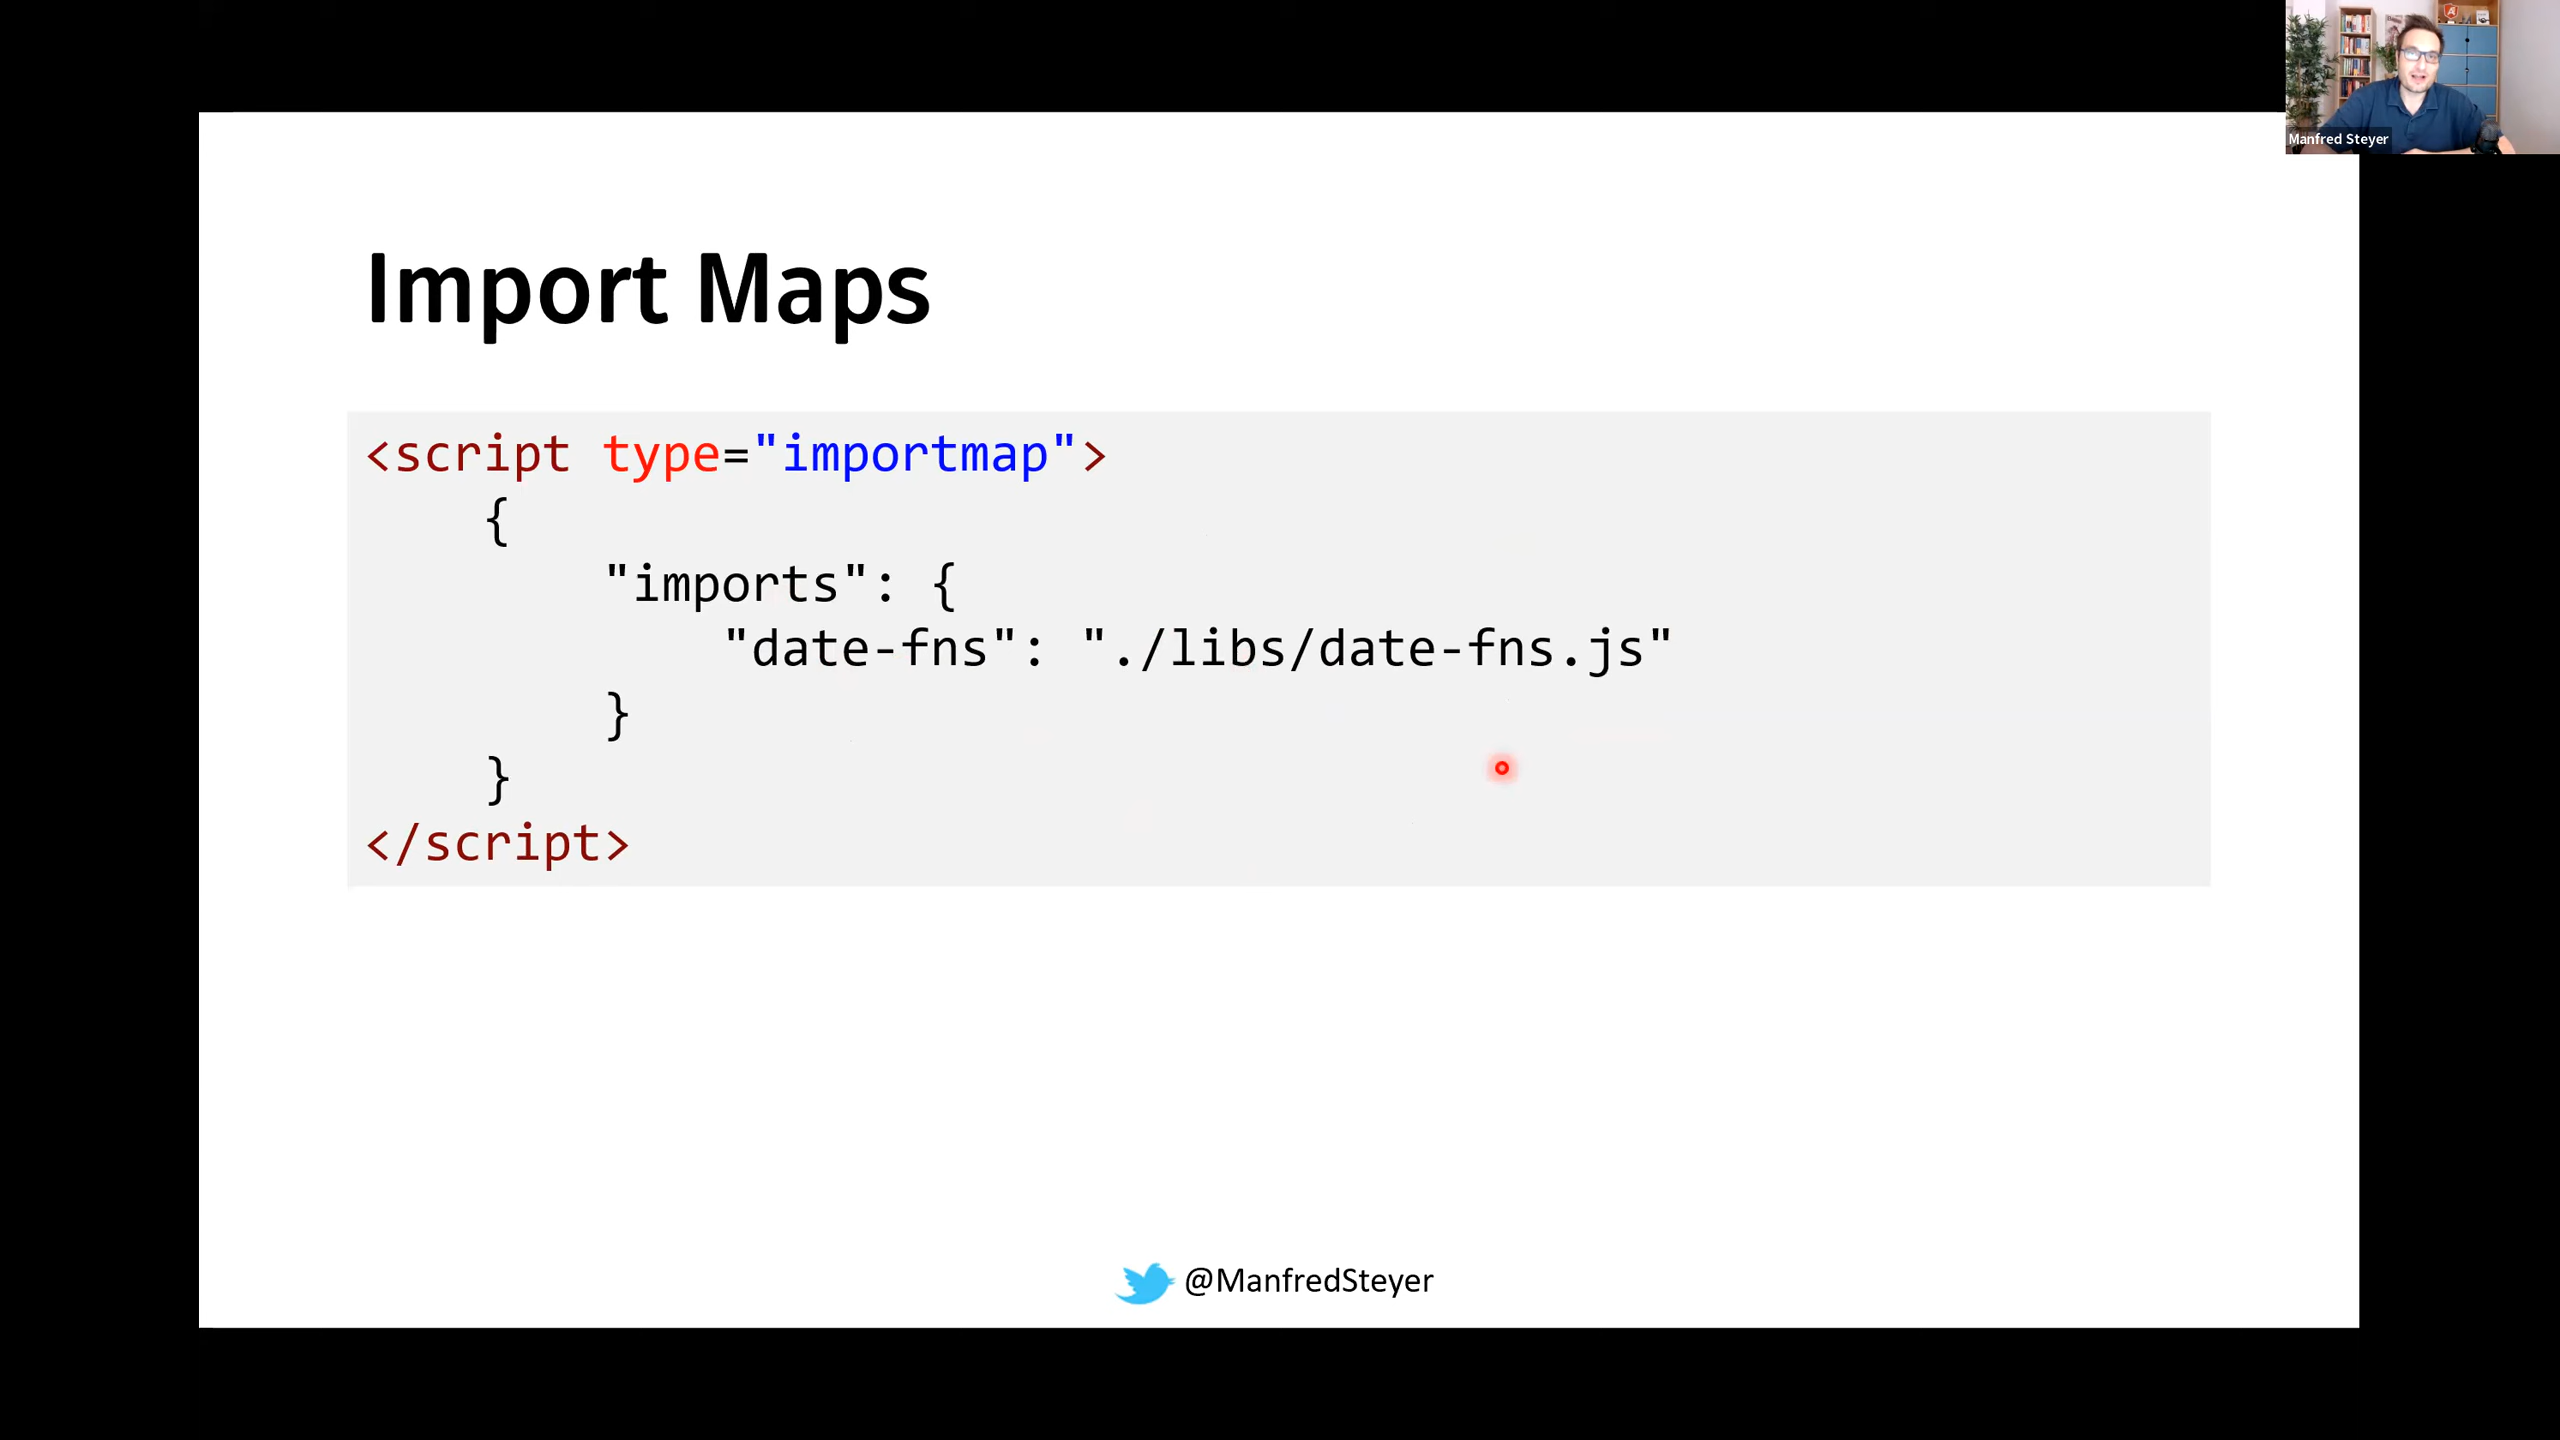 Manfred Steyer
Import Maps
<script type="importmap">
{
"imports": {
"date-fns": "./libs/date-fns.js"
}
}
</script>
@ManfredSteyer